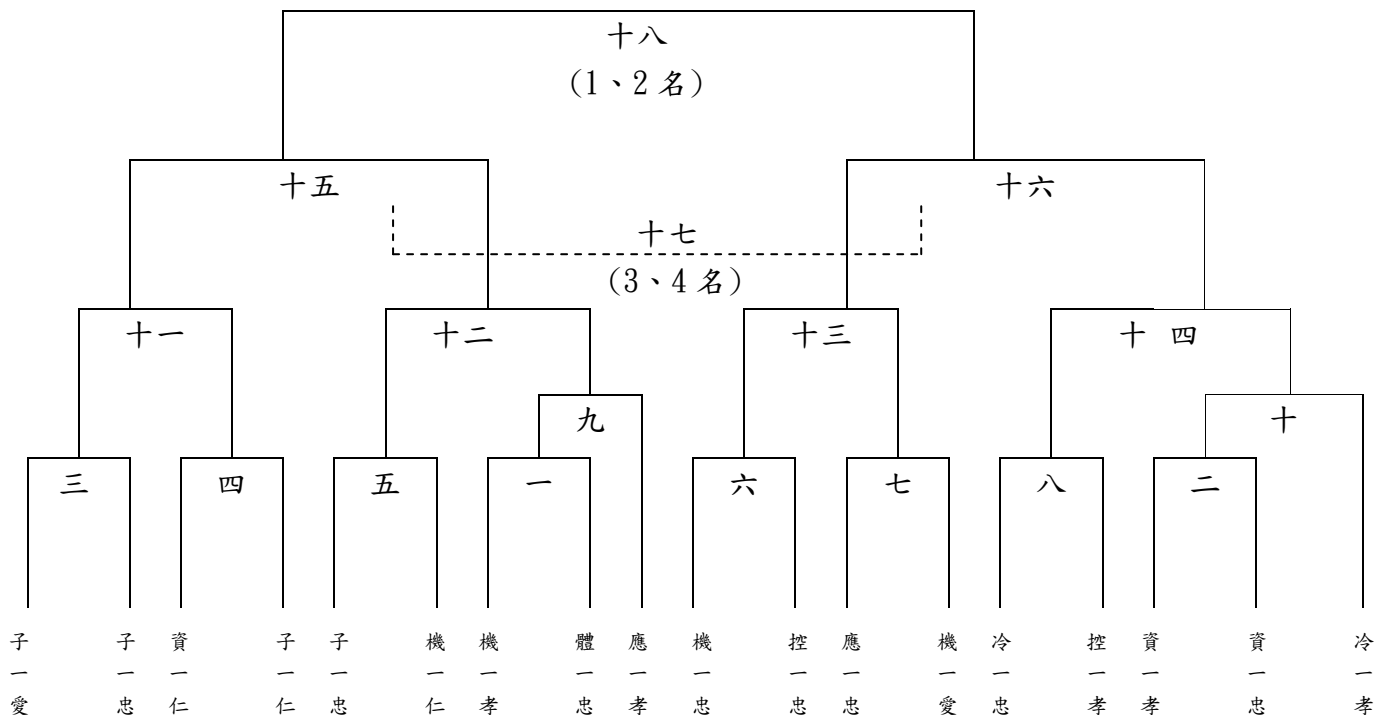 十八
(1、2 名)
十五
十六
十七
(3、4 名)
十一
十二
十三
十 四
九
十
三
四
五
一
六
七
八
二
子一愛
子一忠
資一仁
子一仁
子一忠
機一仁
機一孝
體一忠
應一孝
機一忠
控一忠
應一忠
機一愛
冷一忠
控一孝
資一孝
資一忠
冷一孝